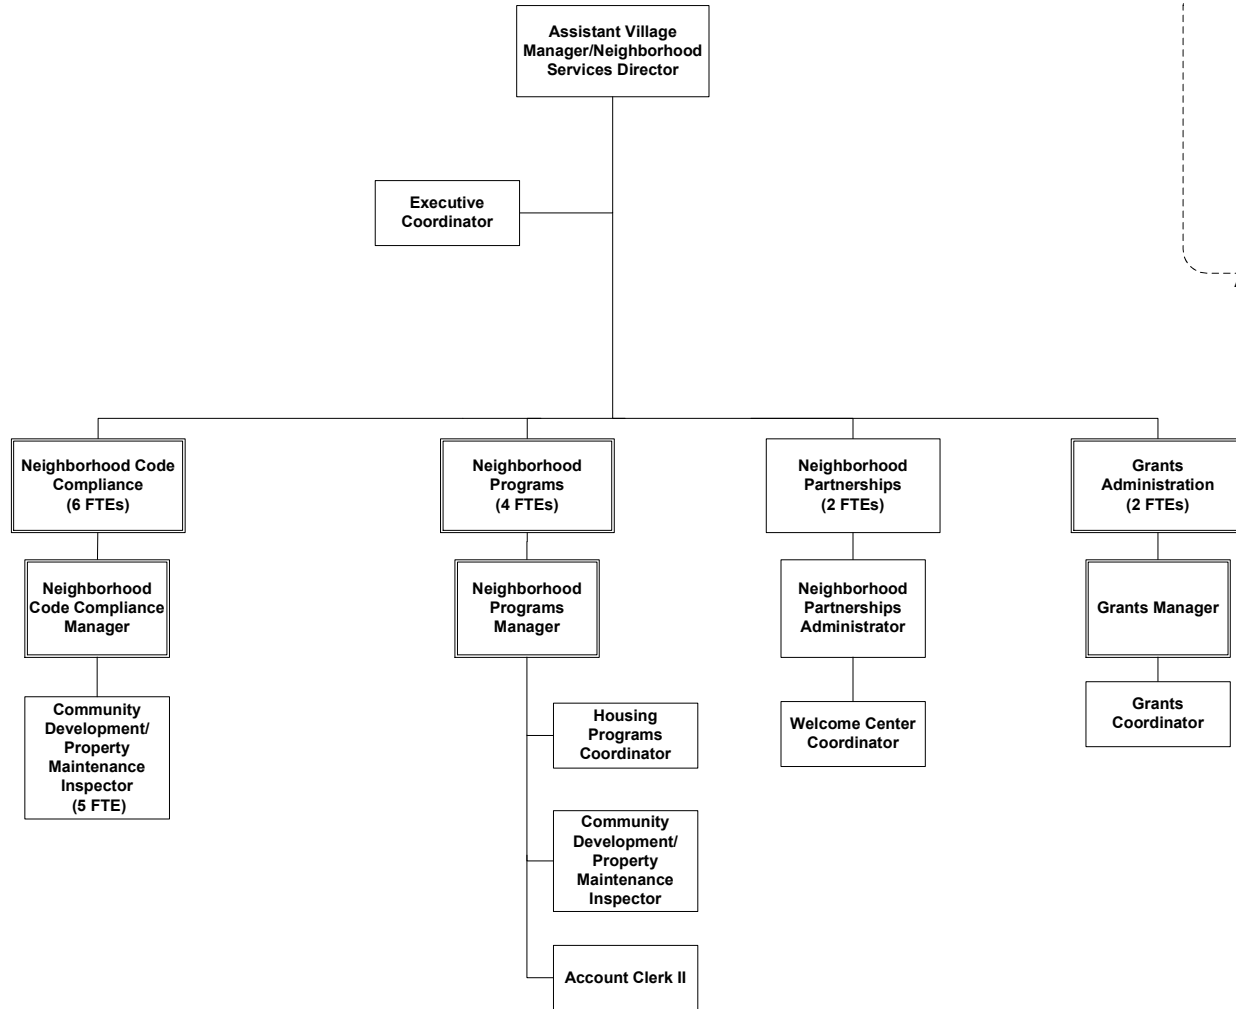 Assistant Village
Manager/Neighborhood
Services Director
Executive
Coordinator
Neighborhood Code
Compliance
(6 FTEs)
Neighborhood
Programs
(4 FTEs)
Neighborhood
Partnerships
(2 FTEs)
Grants
Administration
(2 FTEs)
Neighborhood
Code Compliance
Manager
Neighborhood
Programs
Manager
Neighborhood
Partnerships
Administrator
Grants Manager
Community
Development/
Property
Maintenance
Inspector
(5 FTE)
Housing
Programs
Coordinator
Welcome Center
Coordinator
Grants
Coordinator
Community
Development/
Property
Maintenance
Inspector
Account Clerk II